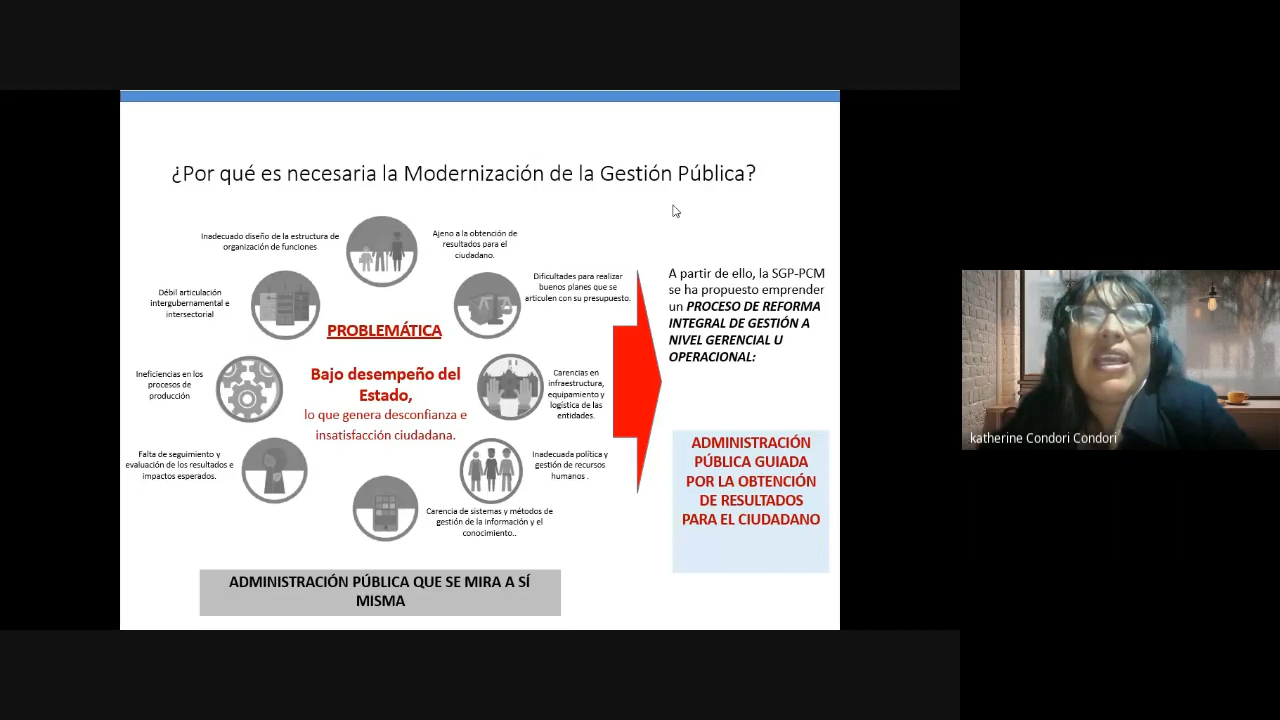 ¿Por qué es necesaria la Modernización de la Gestión Pública?
Inadecuado diseño de la estructura de
organización de funciones
Ajeno a la obtención de
resultados para el
ciudadano.
Débil articulación
intergubernamental e
intersectorial
Dificultades para realizar
buenos planes que se
articulen con su presupuesto.
PROBLEMÁTICA
Bajo desempeño del
Estado,
lo que genera desconfianza e
insatisfacción ciudadana.
Ineficiencias en los
procesos de
producción
Carencias en
infraestructura,
equipamiento y
logística de las
entidades.
Falta de seguimiento y
evaluación de los resultados e
impactos esperados.
Inadecuada política y
gestión de recursos
humanos .
Carencia de sistemas y métodos de
gestión de la información y el
conocimiento..
ADMINISTRACIÓN PÚBLICA QUE SE MIRA A SÍ
MISMA
A partir de ello, la SGP-PCM
se ha propuesto emprender
un PROCESO DE REFORMA
INTEGRAL DE GESTIÓN A
NIVEL GERENCIAL U
OPERACIONAL:
ADMINISTRACIÓN
PÚBLICA GUIADA
POR LA OBTENCIÓN
DE RESULTADOS
PARA EL CIUDADANO
katherine Condori Condori